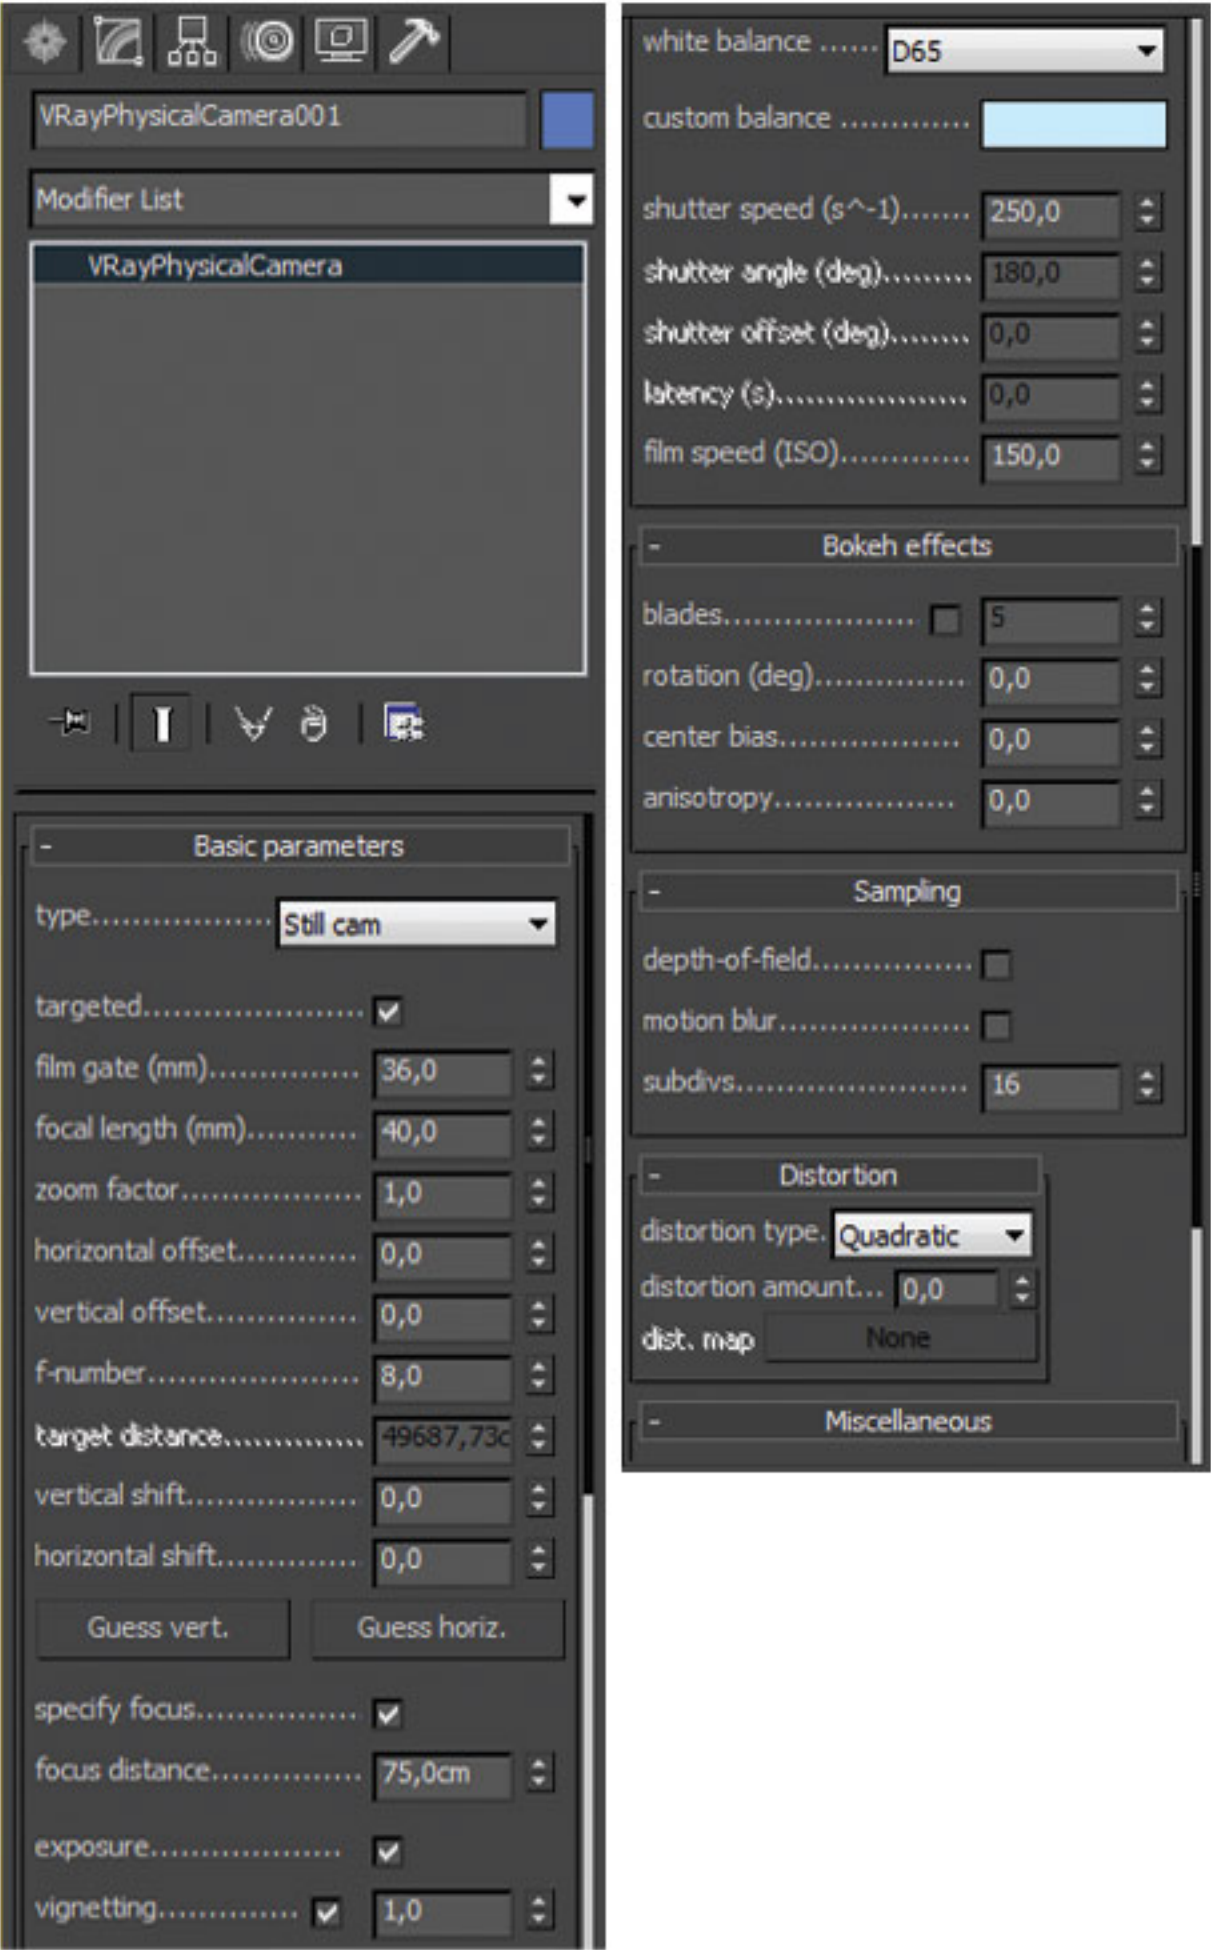 VRayPhysicalCamera001
Modifier List
VRayPhysicalCamera
- Basic parameters
type.................. Still cam
targeted......................
film gate (mm)............... 36,0
focal length (mm)........... 40,0
zoom factor.................. 1,0
horizontal offset............ 0,0
vertical offset............... 0,0
f-number..................... 8,0
target distance.............. 49687,73c
vertical shift................. 0,0
horizontal shift.............. 0,0
Guess vert. Guess horiz.
specify focus................
focus distance............... 75,0cm
exposure...................
vignetting.............. 1,0
white balance ...... D65
custom balance .............
shutter speed (s^-1)....... 250,0
shutter angle (deg)......... 180,0
shutter offset (deg)........ 0,0
latency (s)................... 0,0
film speed (ISO)............. 150,0
- Bokeh effects
blades................... 5
rotation (deg)............... 0,0
center bias.................. 0,0
anisotropy.................. 0,0
- Sampling
depth-of-field................
motion blur...................
subdivs....................... 16
- Distortion
distortion type. Quadratic
distortion amount... 0,0
dist. map None
- Miscellaneous